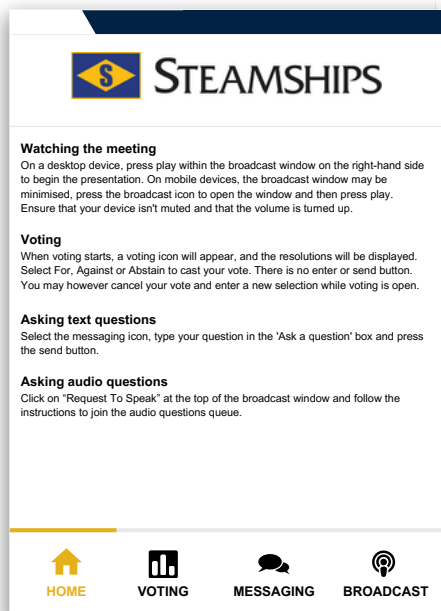 S STEAMSHIPS
Watching the meeting
On a desktop device, press play within the broadcast window on the right-hand side
to begin the presentation. On mobile devices, the broadcast window may be
minimised, press the broadcast icon to open the window and then press play.
Ensure that your device isn't muted and that the volume is turned up.
Voting
When voting starts, a voting icon will appear, and the resolutions will be displayed.
Select For, Against or Abstain to cast your vote. There is no enter or send button.
You may however cancel your vote and enter a new selection while voting is open.
Asking text questions
Select the messaging icon, type your question in the 'Ask a question' box and press
the send button.
Asking audio questions
Click on “Request To Speak” at the top of the broadcast window and follow the
instructions to join the audio questions queue.
HOME VOTING MESSAGING BROADCAST